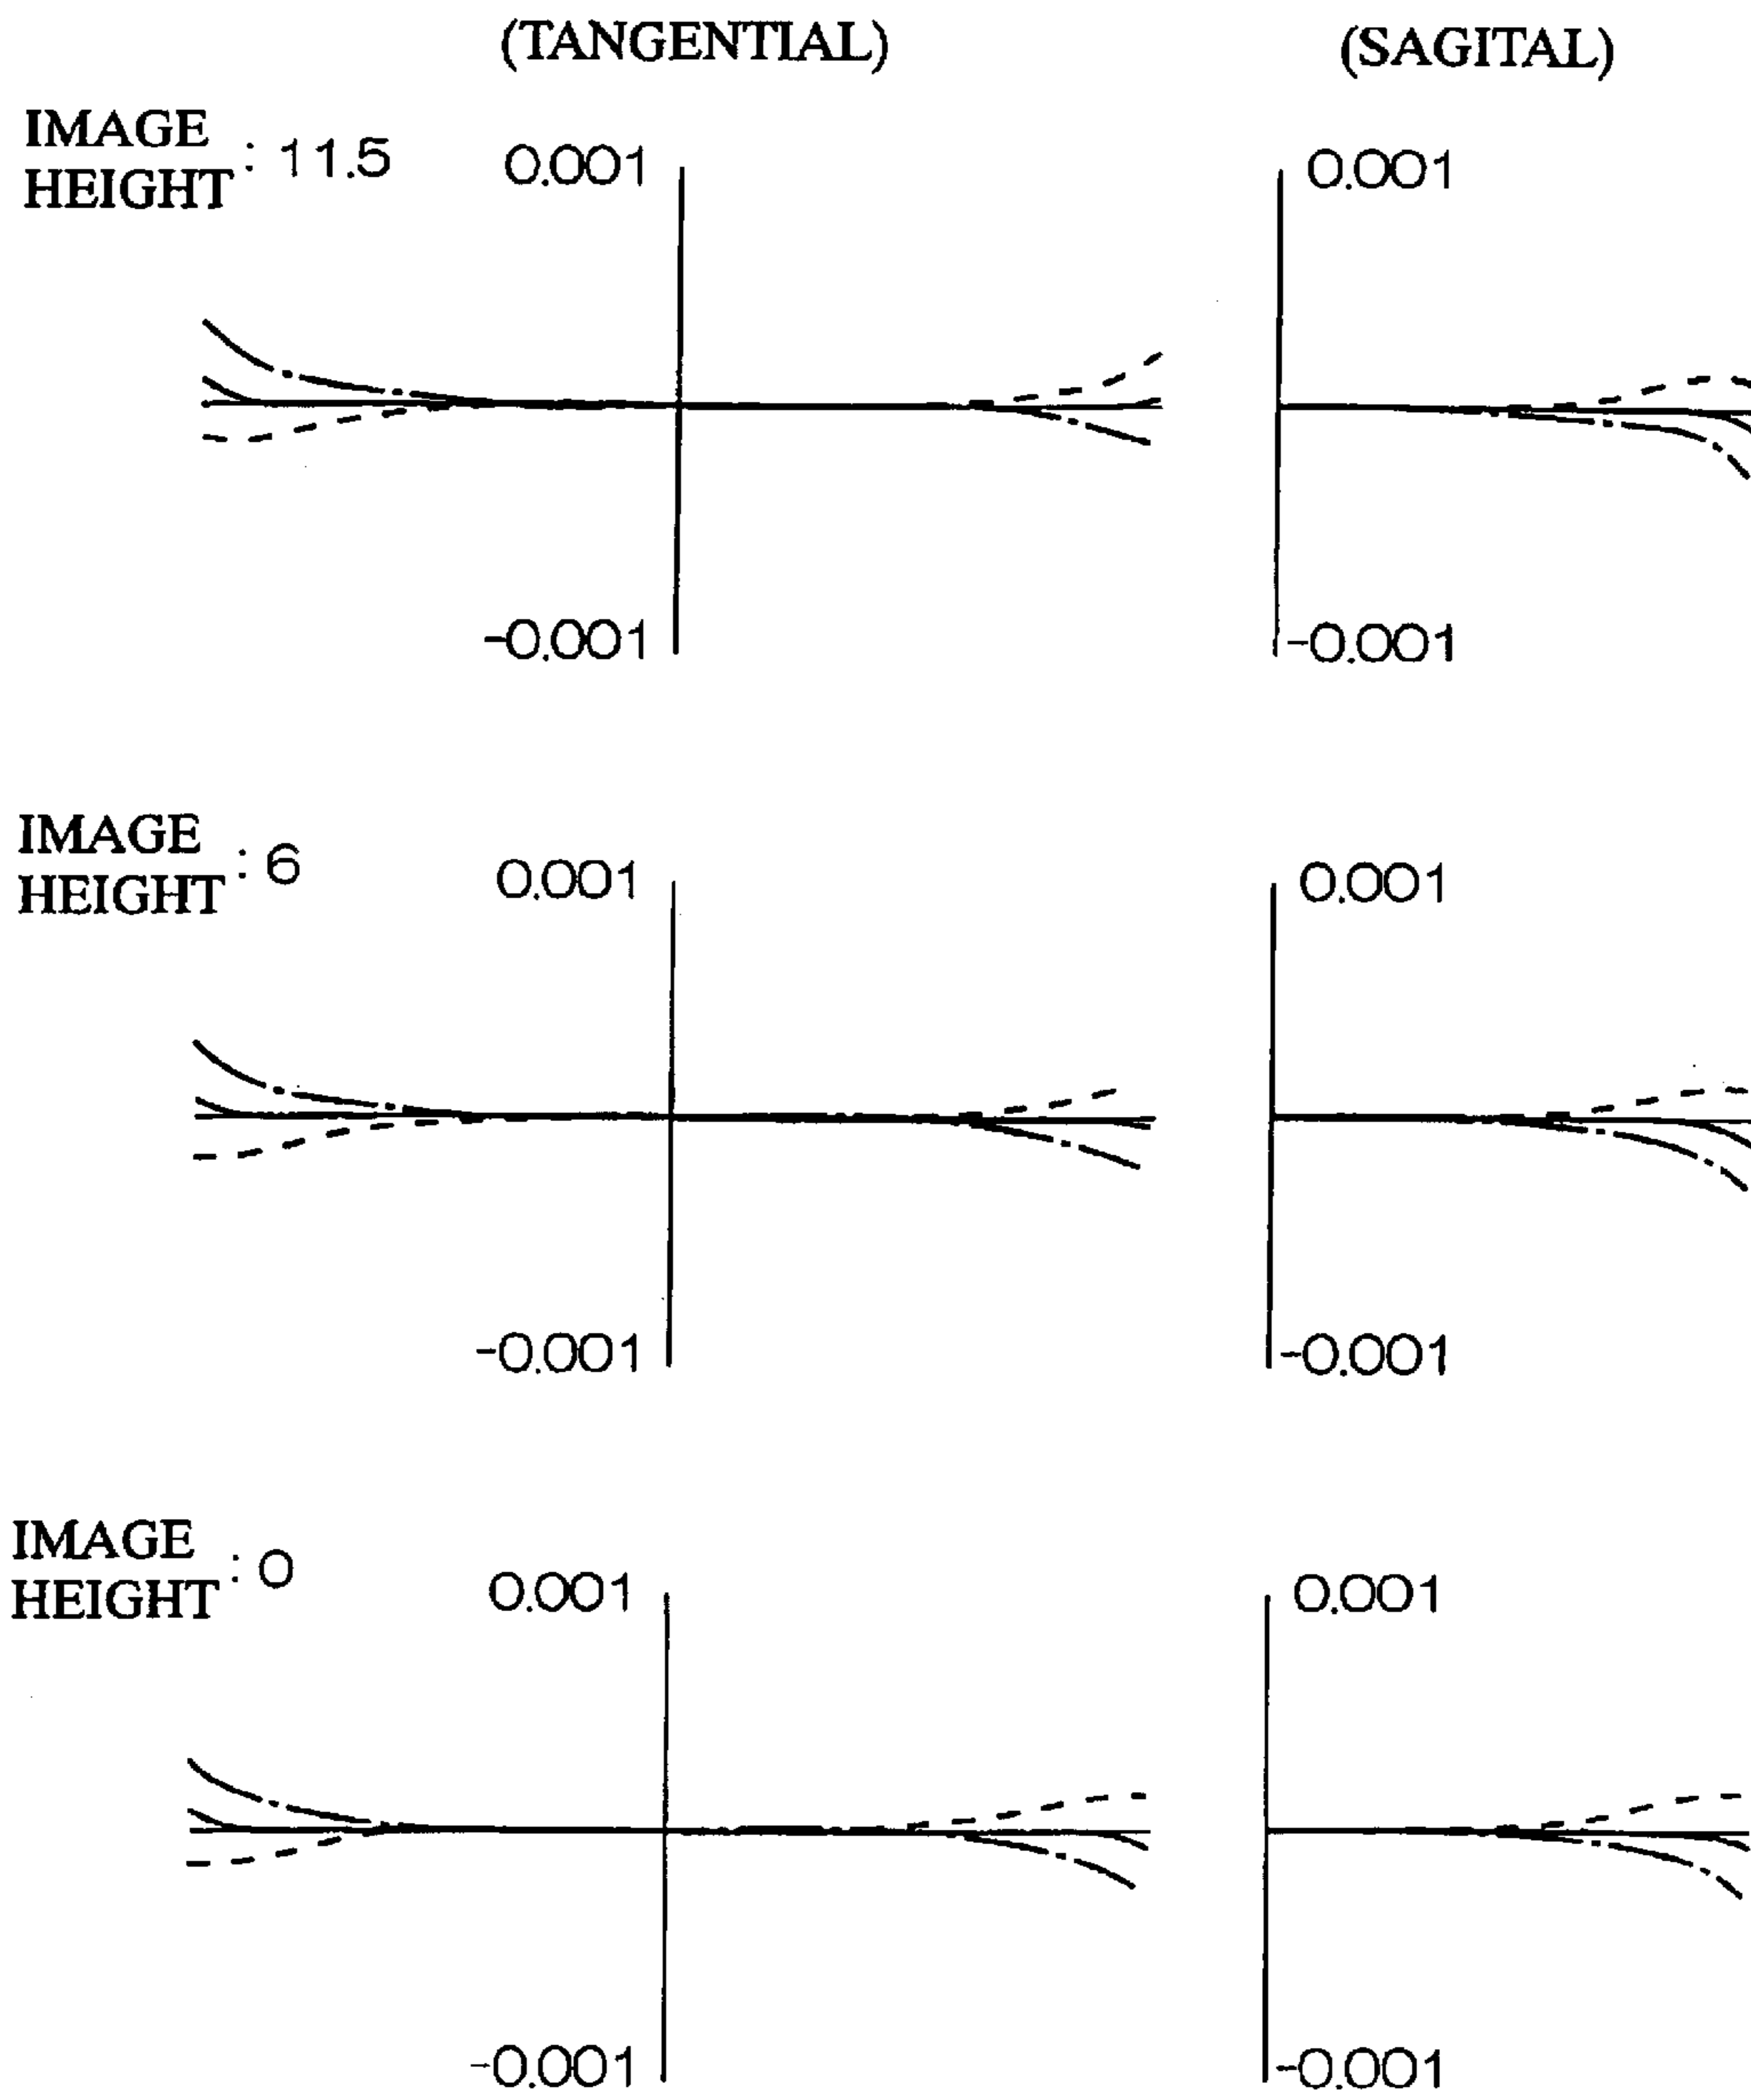 (TANGENTIAL) (SAGITAL)
IMAGE HEIGHT : 11.5
0.001 0.001
-0.001 -0.001
IMAGE HEIGHT : 6
0.001 0.001
-0.001 -0.001
IMAGE HEIGHT : 0
0.001 0.001
-0.001 -0.001